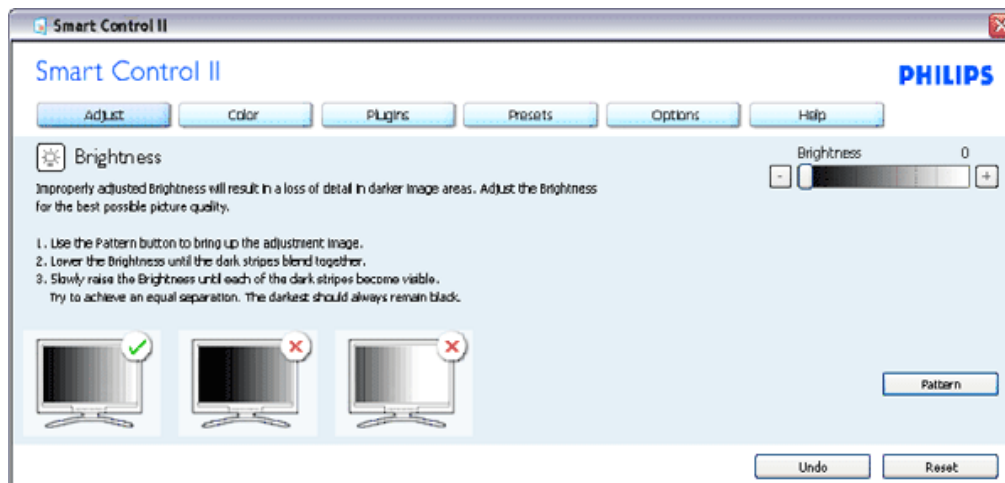 Smart Control II
Smart Control II
PHILIPS
Adjust Color Plugins Presets Options Help
Brightness
Brightness 0
Improperly adjusted Brightness will result in a loss of detail in darker image areas. Adjust the Brightness
for the best possible picture quality.
- +
1. Use the Pattern button to bring up the adjustment image.
2. Lower the Brightness until the dark stripes blend together.
3. Slowly raise the Brightness until each of the dark stripes become visible.
Try to achieve an equal separation. The darkest should always remain black.
Pattern
Undo Reset